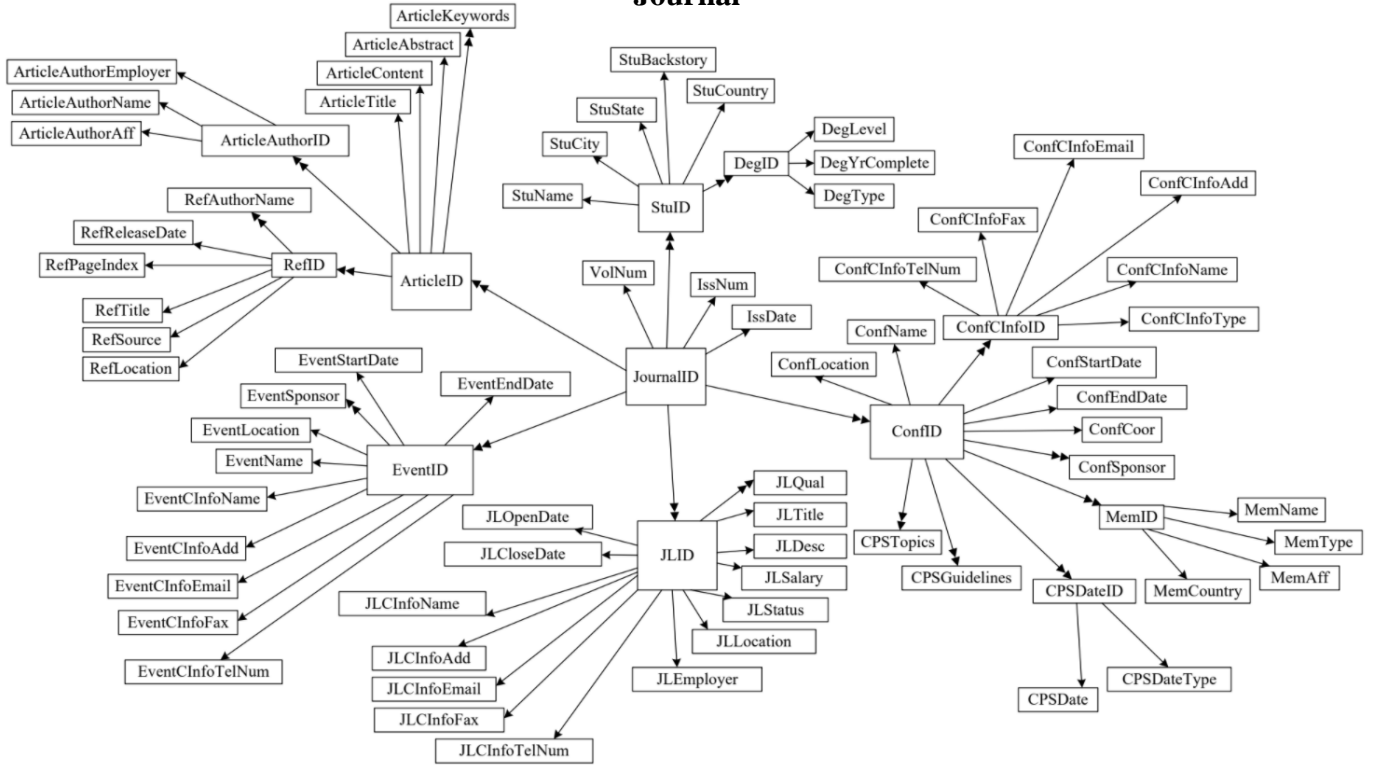 Journal
ArticleKeywords
ArticleAbstract
ArticleContent
ArticleTitle
ArticleAuthorEmployer
ArticleAuthorName
ArticleAuthorAff
ArticleAuthorID
RefAuthorName
RefReleaseDate
RefPageIndex
RefID
RefTitle
RefSource
RefLocation
ArticleID
StuBackstory
StuCountry
StuState
StuCity
StuName
StuID
DegID
DegLevel
DegYrComplete
DegType
VolNum
IssNum
IssDate
JournalID
ConfCInfoEmail
ConfCInfoAdd
ConfCInfoFax
ConfCInfoTelNum
ConfCInfoName
ConfCInfoID
ConfCInfoType
ConfName
ConfLocation
ConfStartDate
ConfEndDate
ConfCoor
ConfSponsor
ConfID
EventStartDate
EventEndDate
EventSponsor
EventLocation
EventName
EventID
EventCInfoName
EventCInfoAdd
EventCInfoEmail
EventCInfoFax
EventCInfoTelNum
JLQual
JLTitle
JLDesc
JLSalary
JLStatus
JLLocation
JLEmployer
JLOpenDate
JLCloseDate
JLID
JLCInfoName
JLCInfoAdd
JLCInfoEmail
JLCInfoFax
JLCInfoTelNum
CPSTopics
CPSGuidelines
MemID
MemName
MemType
MemAff
MemCountry
CPSDateID
CPSDate
CPSDateType